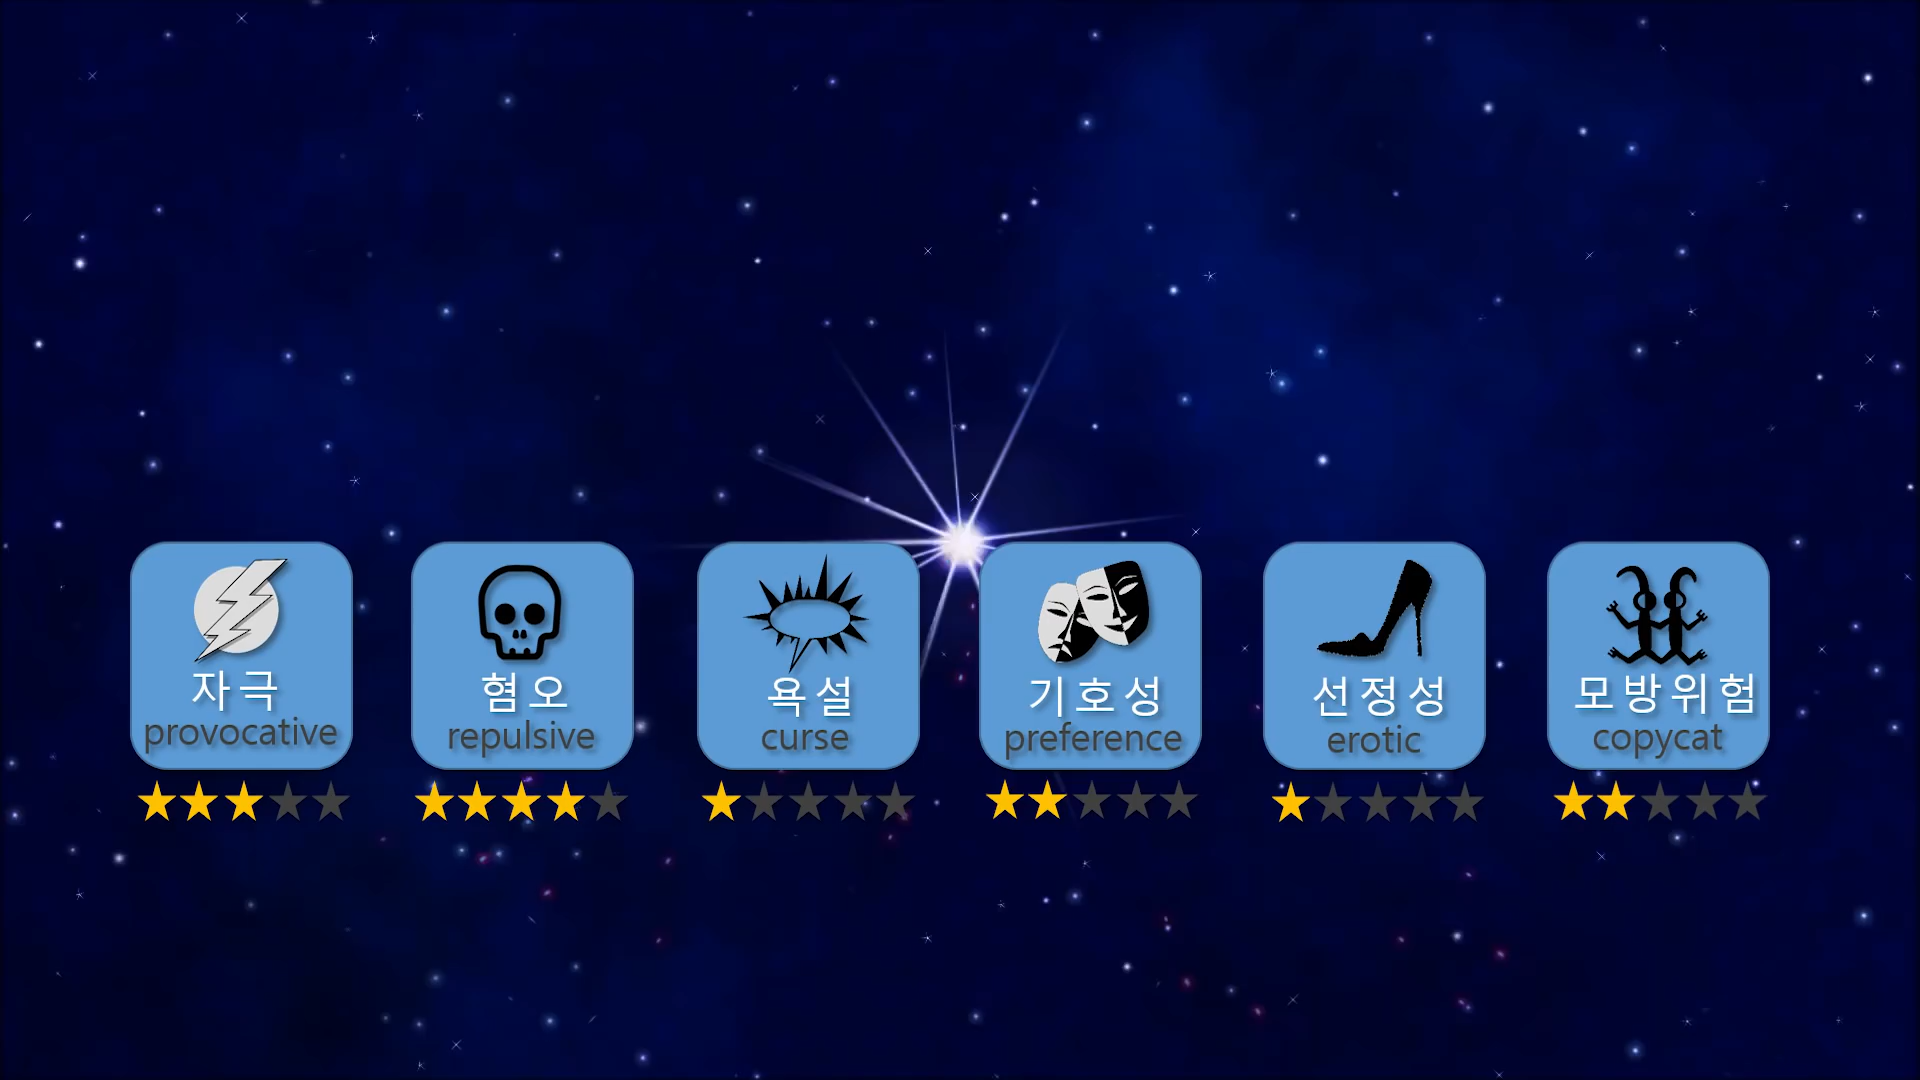 자극
provocative
혐오
repulsive
욕설
curse
기호성
preference
선정성
erotic
모방위험
copycat